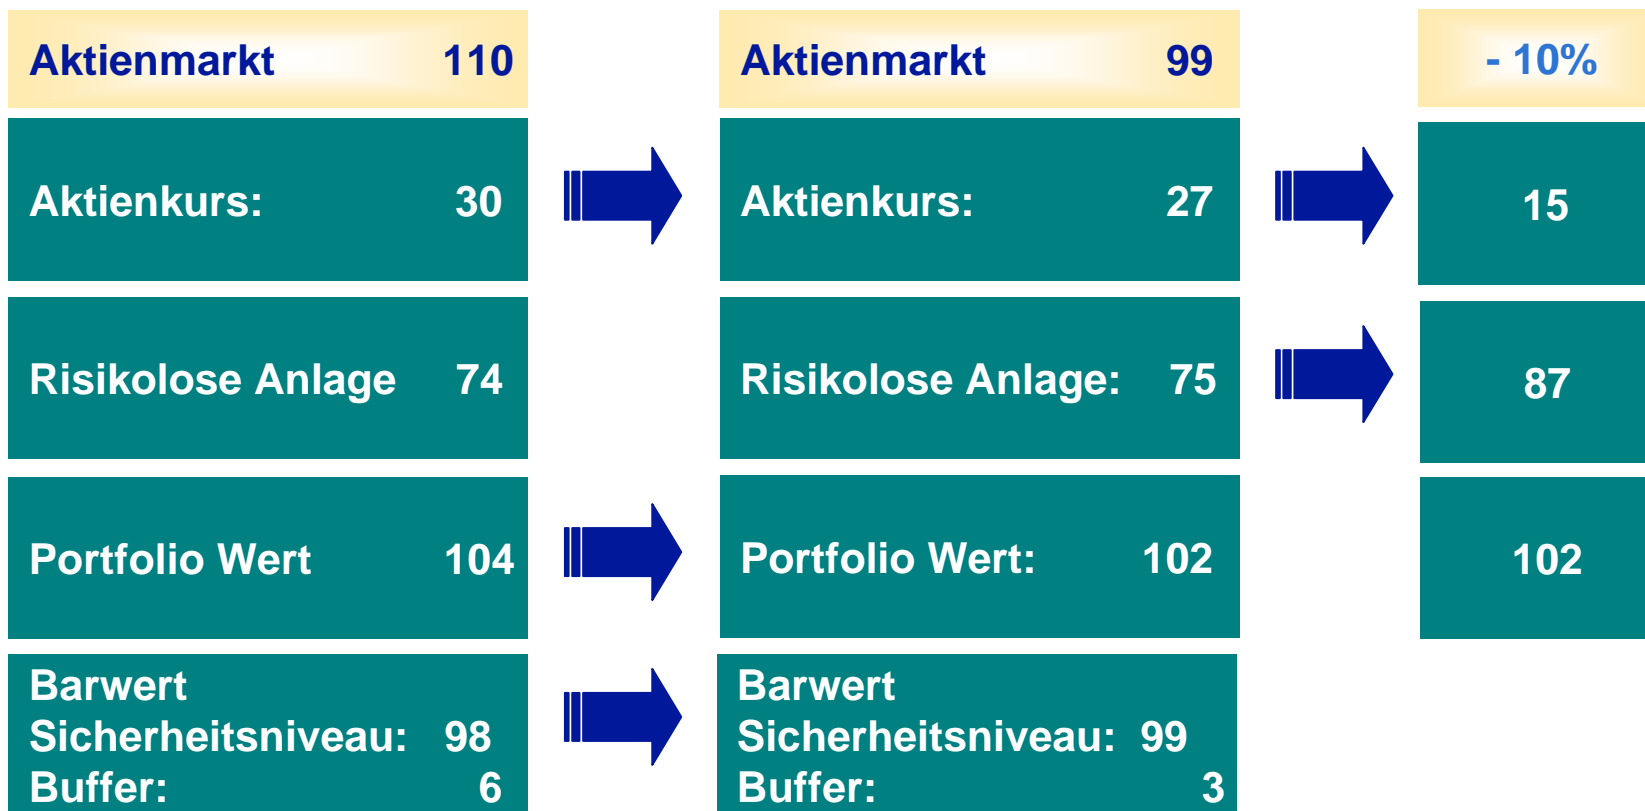 Aktienmarkt 110
Aktienmarkt 99
- 10%
Aktienkurs: 30
Aktienkurs: 27
15
Risikolose Anlage 74
Risikolose Anlage: 75
87
Portfolio Wert 104
Portfolio Wert: 102
102
Barwert
Sicherheitsniveau: 98
Buffer: 6
Barwert
Sicherheitsniveau: 99
Buffer: 3